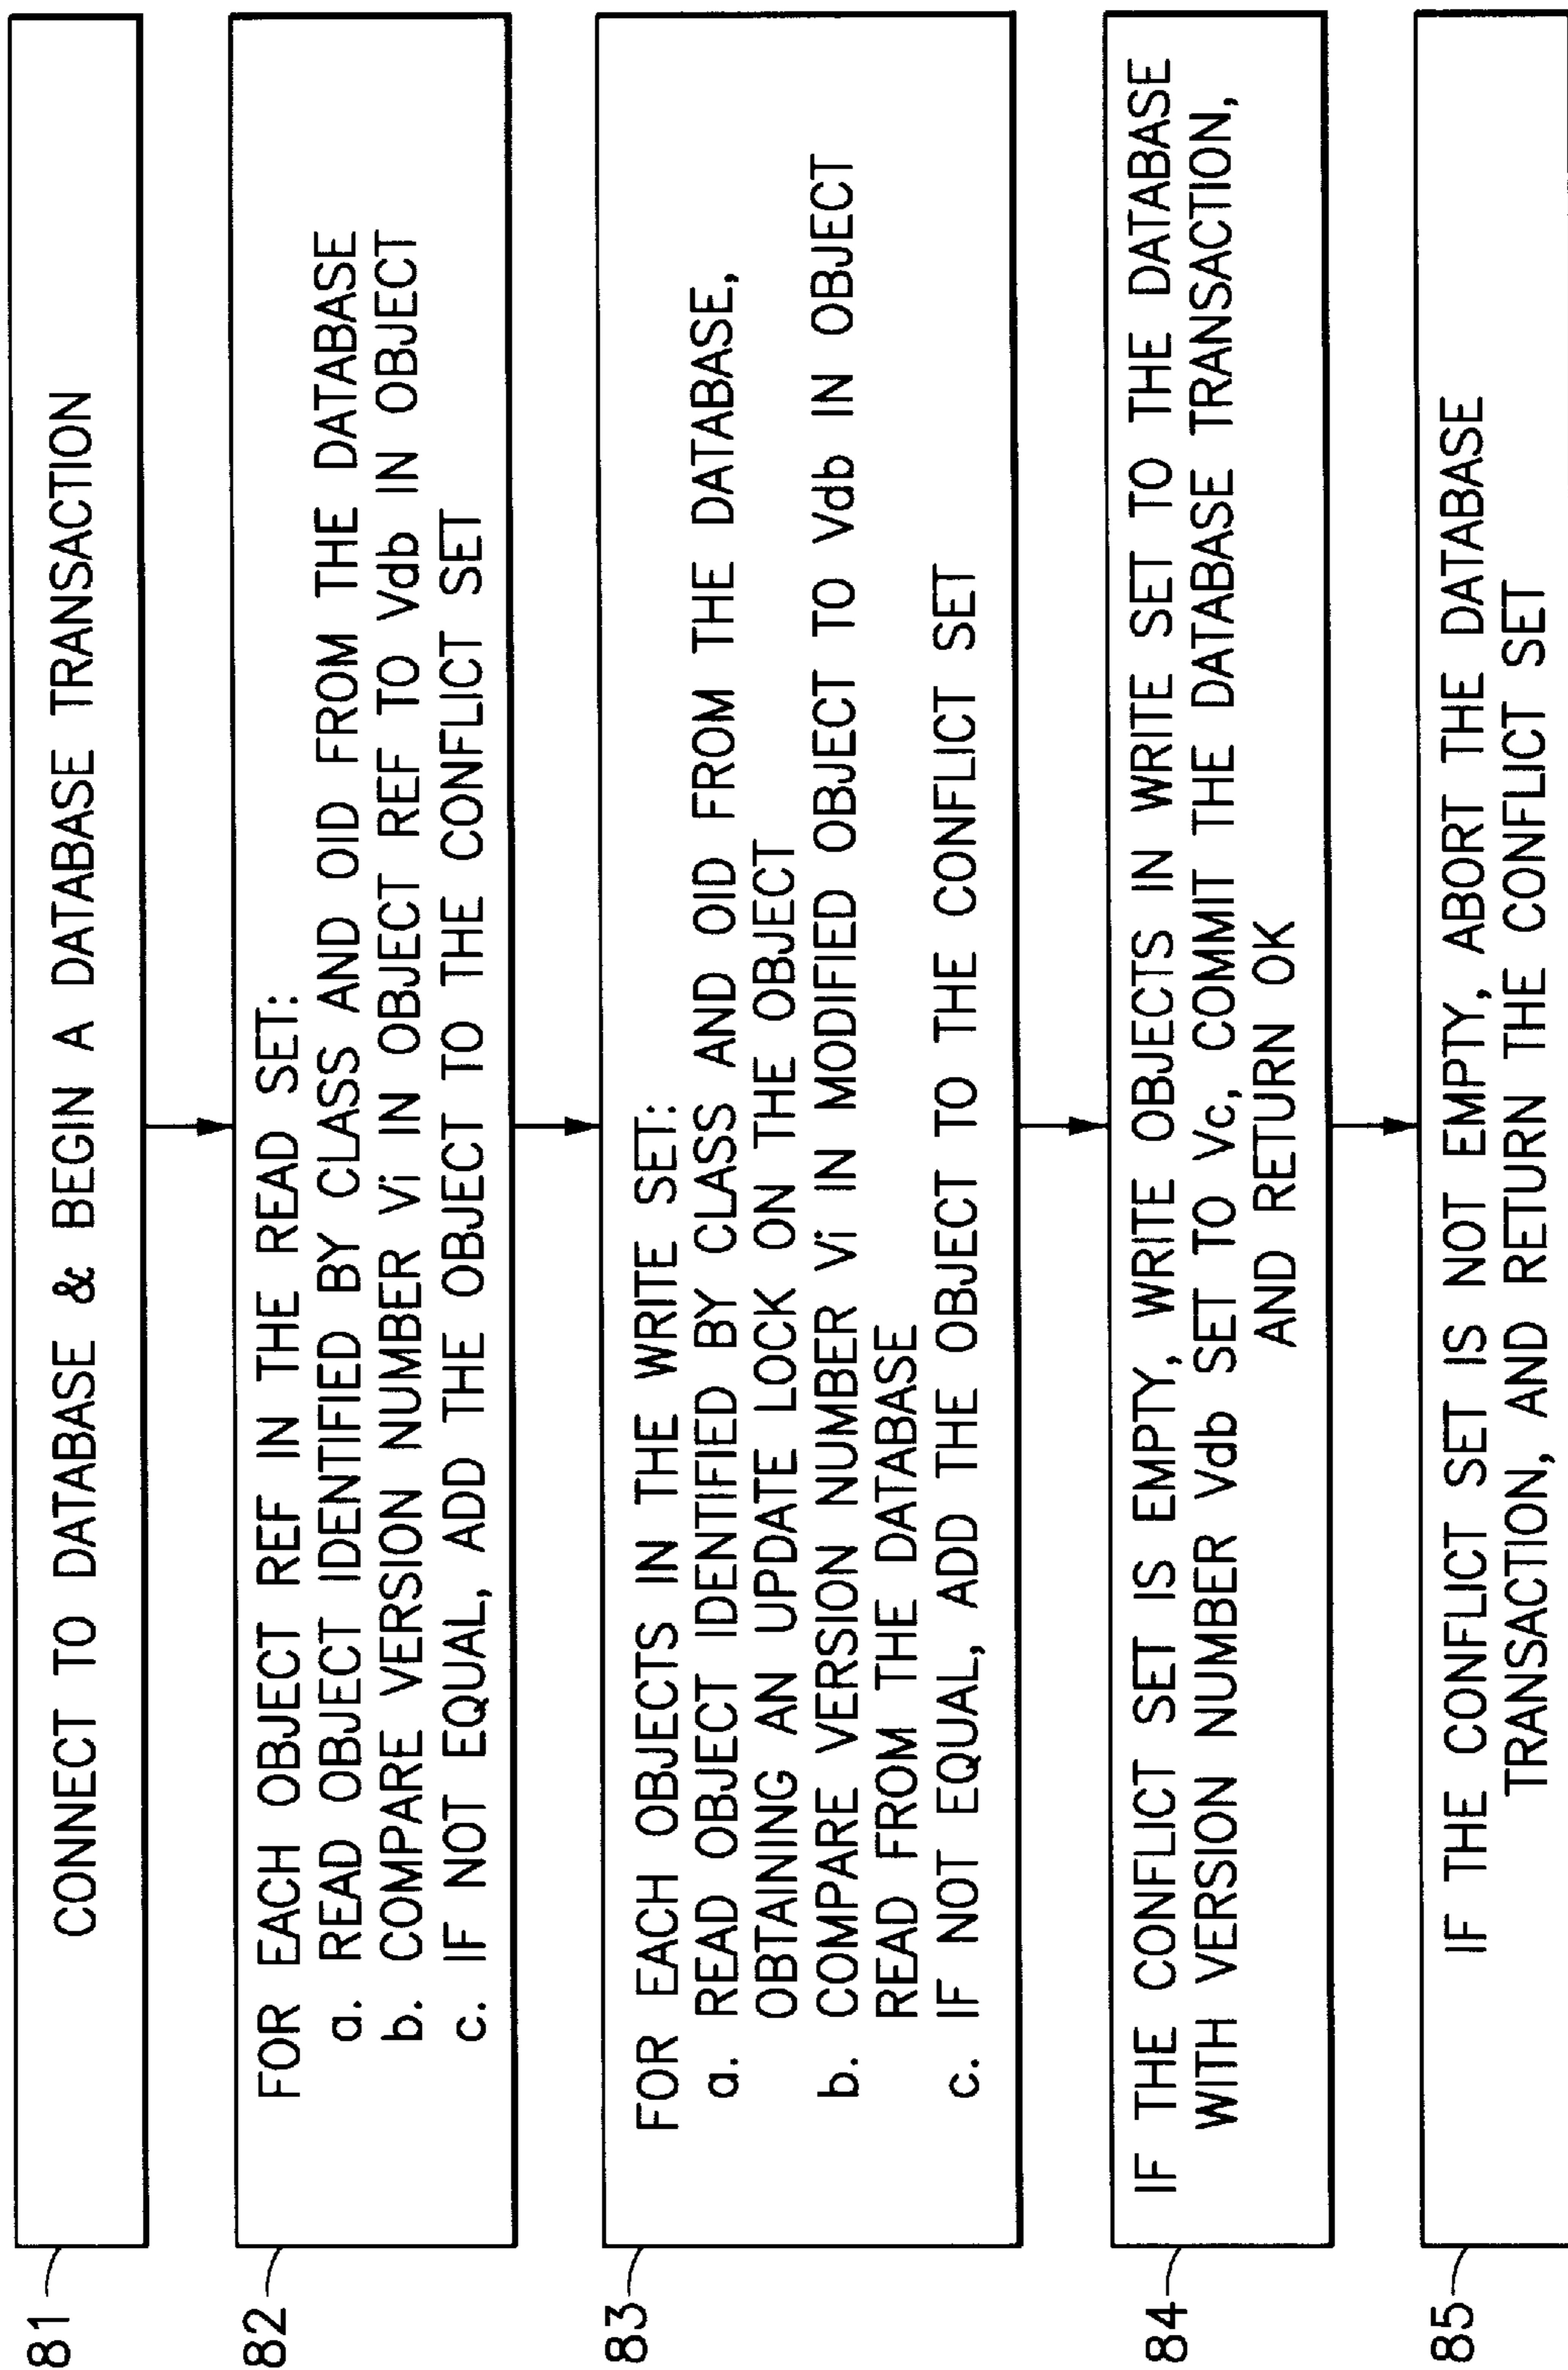 81
CONNECT TO DATABASE & BEGIN A DATABASE TRANSACTION
82
FOR EACH OBJECT REF IN THE READ SET:
a. READ OBJECT IDENTIFIED BY CLASS AND OID FROM THE DATABASE
b. COMPARE VERSION NUMBER Vi IN OBJECT REF TO Vdb IN OBJECT
c. IF NOT EQUAL, ADD THE OBJECT TO THE CONFLICT SET
83
FOR EACH OBJECTS IN THE WRITE SET:
a. READ OBJECT IDENTIFIED BY CLASS AND OID FROM THE DATABASE,
OBTAINING AN UPDATE LOCK ON THE OBJECT
b. COMPARE VERSION NUMBER Vi IN MODIFIED OBJECT TO Vdb IN OBJECT
READ FROM THE DATABASE
c. IF NOT EQUAL, ADD THE OBJECT TO THE CONFLICT SET
84
IF THE CONFLICT SET IS EMPTY, WRITE OBJECTS IN WRITE SET TO THE DATABASE
WITH VERSION NUMBER Vdb SET TO Vc, COMMIT THE DATABASE TRANSACTION,
AND RETURN OK
85
IF THE CONFLICT SET IS NOT EMPTY, ABORT THE DATABASE
TRANSACTION, AND RETURN THE CONFLICT SET